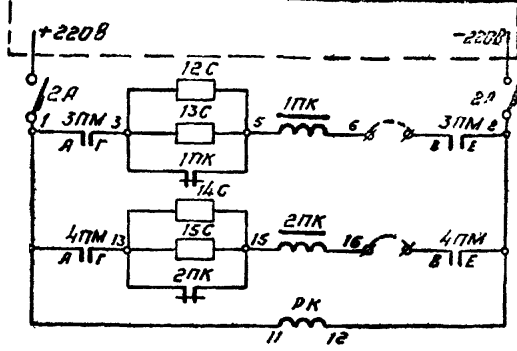 +220В -220В
2А 12С 2А
13С 1ПК
1 3ПМ 3 5 6 3ПМ 2
А Г В Е
1ПК
14С
15С 2ПК
4ПМ 13 15 16 4ПМ
А Г В Е
2ПК
РК
11 12